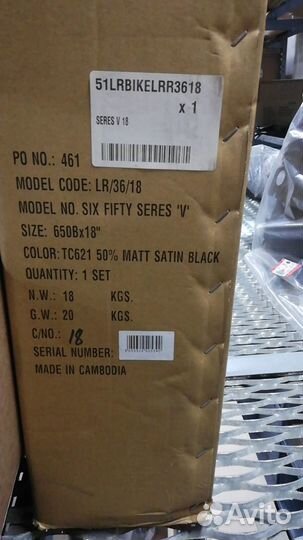 51LRBIKELRR3618
x 1
SERES V 18
PO NO.: 461
MODEL CODE: LR/36/18
MODEL NO. SIX FIFTY SERES 'V'
SIZE: 650Bx18"
COLOR: TC621 50% MATT SATIN BLACK
QUANTITY: 1 SET
N.W.: 18 KGS.
G.W.: 20 KGS.
C/NO.: 18
SERIAL NUMBER:
MADE IN CAMBODIA
Avito